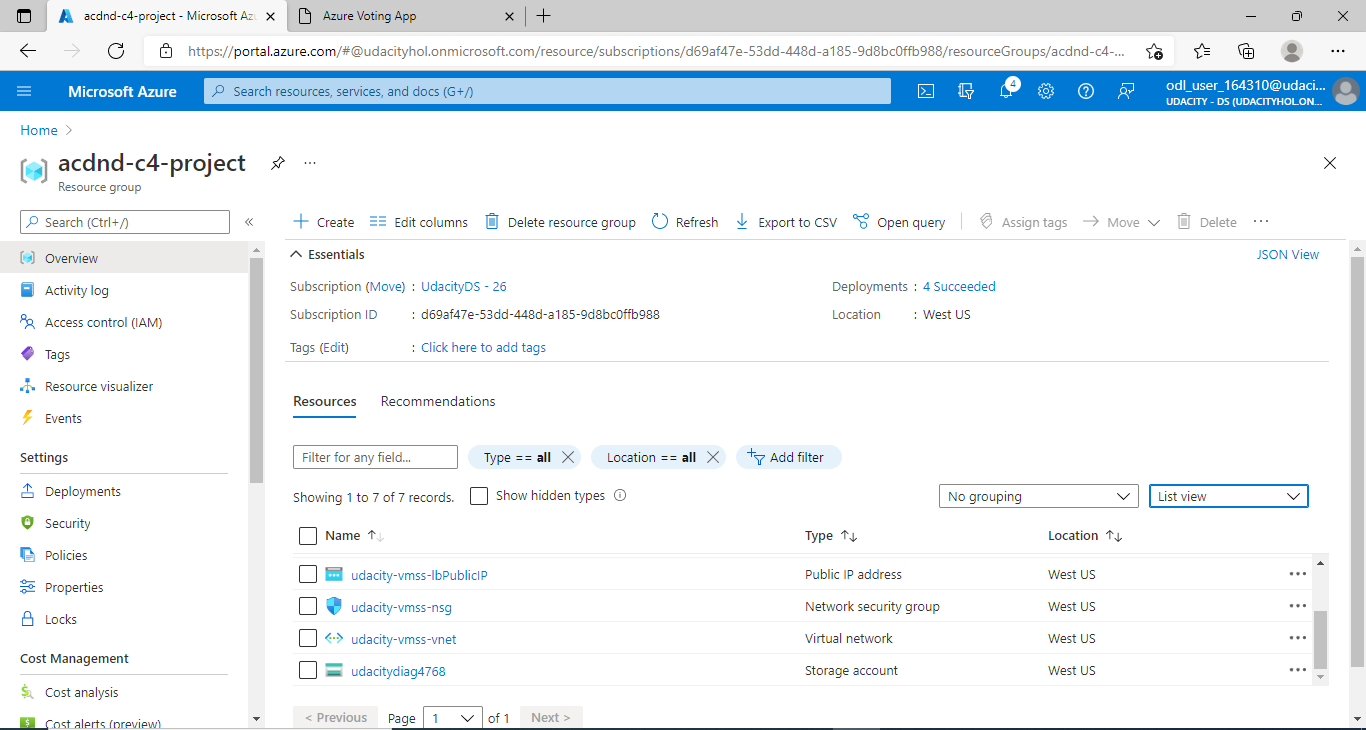 acdnd-c4-project - Microsoft Azu
Azure Voting App
https://portal.azure.com/#@udacityhol.onmicrosoft.com/resource/subscriptions/d69af47e-53dd-448d-a185-9d8bc0ffb988/resourceGroups/acdnd-c4-...
Microsoft Azure
Search resources, services, and docs (G+/)
4
odl_user_164310@udaci...
UDACITY - DS (UDACITYHOL.ON...
Home
acdnd-c4-project
Resource group
Search (Ctrl+/)
Create
Edit columns
Delete resource group
Refresh
Export to CSV
Open query
Assign tags
Move
Delete
Overview
Activity log
Access control (IAM)
Tags
Resource visualizer
Events
Settings
Deployments
Security
Policies
Properties
Locks
Cost Management
Cost analysis
Cost alerts (preview)
Essentials
JSON View
Subscription (Move) : UdacityDS - 26
Deployments : 4 Succeeded
Subscription ID : d69af47e-53dd-448d-a185-9d8bc0ffb988
Location : West US
Tags (Edit) : Click here to add tags
Resources
Recommendations
Filter for any field...
Type == all
Location == all
Add filter
Showing 1 to 7 of 7 records.
Show hidden types
No grouping
List view
Name
Type
Location
udacity-vmss-lbPublicIP
Public IP address
West US
udacity-vmss-nsg
Network security group
West US
udacity-vmss-vnet
Virtual network
West US
udacitydiag4768
Storage account
West US
< Previous
Page 1 of 1
Next >